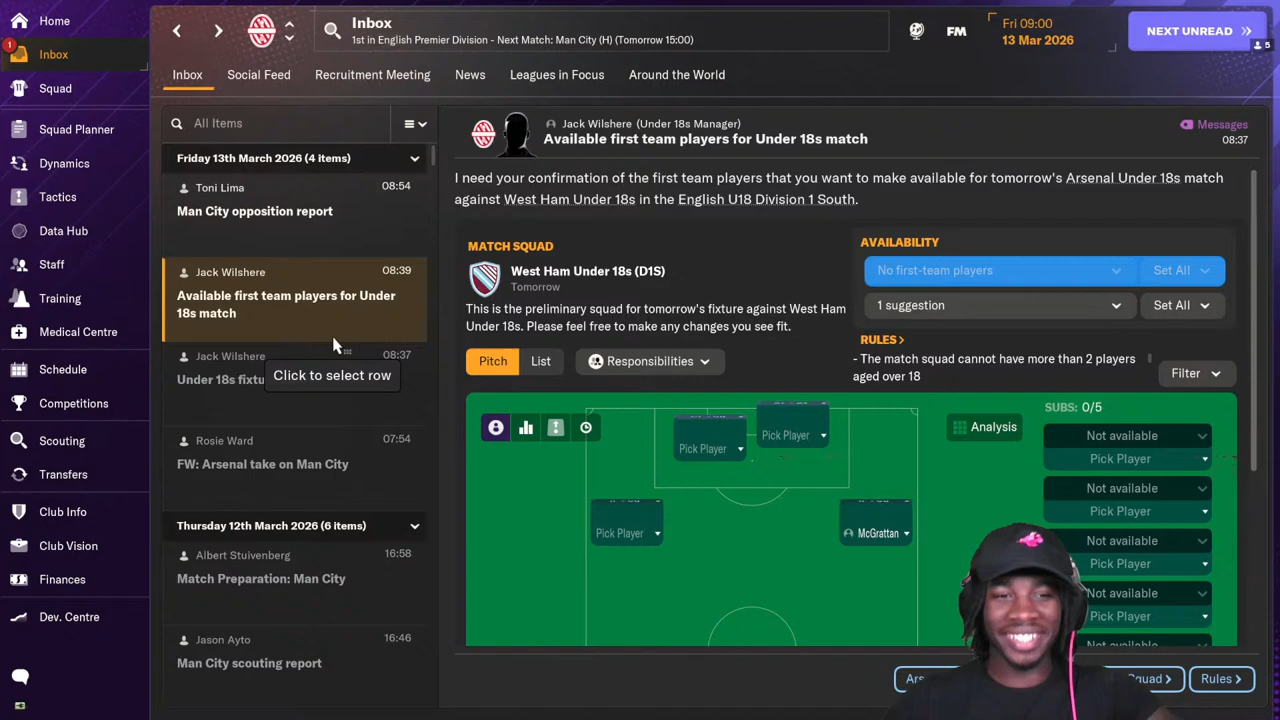 Home
1
Inbox
Squad
Squad Planner
Dynamics
Tactics
Data Hub
Staff
Training
Medical Centre
Schedule
Competitions
Scouting
Transfers
Club Info
Club Vision
Finances
Dev. Centre
Inbox
1st in English Premier Division - Next Match: Man City (H) (Tomorrow 15:00)
FM
Fri 09:00
13 Mar 2026
NEXT UNREAD
5
Inbox
Social Feed
Recruitment Meeting
News
Leagues in Focus
Around the World
All Items
Friday 13th March 2026 (4 items)
Toni Lima
08:54
Man City opposition report
Jack Wilshere
08:39
Available first team players for Under
18s match
Jack Wilshere
08:37
Under 18s fixtu
Click to select row
Rosie Ward
07:54
FW: Arsenal take on Man City
Thursday 12th March 2026 (6 items)
Albert Stuivenberg
16:58
Match Preparation: Man City
Jason Ayto
16:46
Man City scouting report
Jack Wilshere (Under 18s Manager)
Available first team players for Under 18s match
Messages
08:37
I need your confirmation of the first team players that you want to make available for tomorrow's Arsenal Under 18s match
against West Ham Under 18s in the English U18 Division 1 South.
MATCH SQUAD
West Ham Under 18s (D1S)
Tomorrow
This is the preliminary squad for tomorrow's fixture against West Ham
Under 18s. Please feel free to make any changes you see fit.
Pitch
List
Responsibilities
AVAILABILITY
No first-team players
Set All
1 suggestion
Set All
RULES
- The match squad cannot have more than 2 players
aged over 18
Filter
Pick Player
Pick Player
Pick Player
McGrattan
Analysis
SUBS: 0/5
Not available
Pick Player
Not available
Pick Player
Not available
Pick Player
Not available
Pick Player
Not available
Ars
Squad
Rules